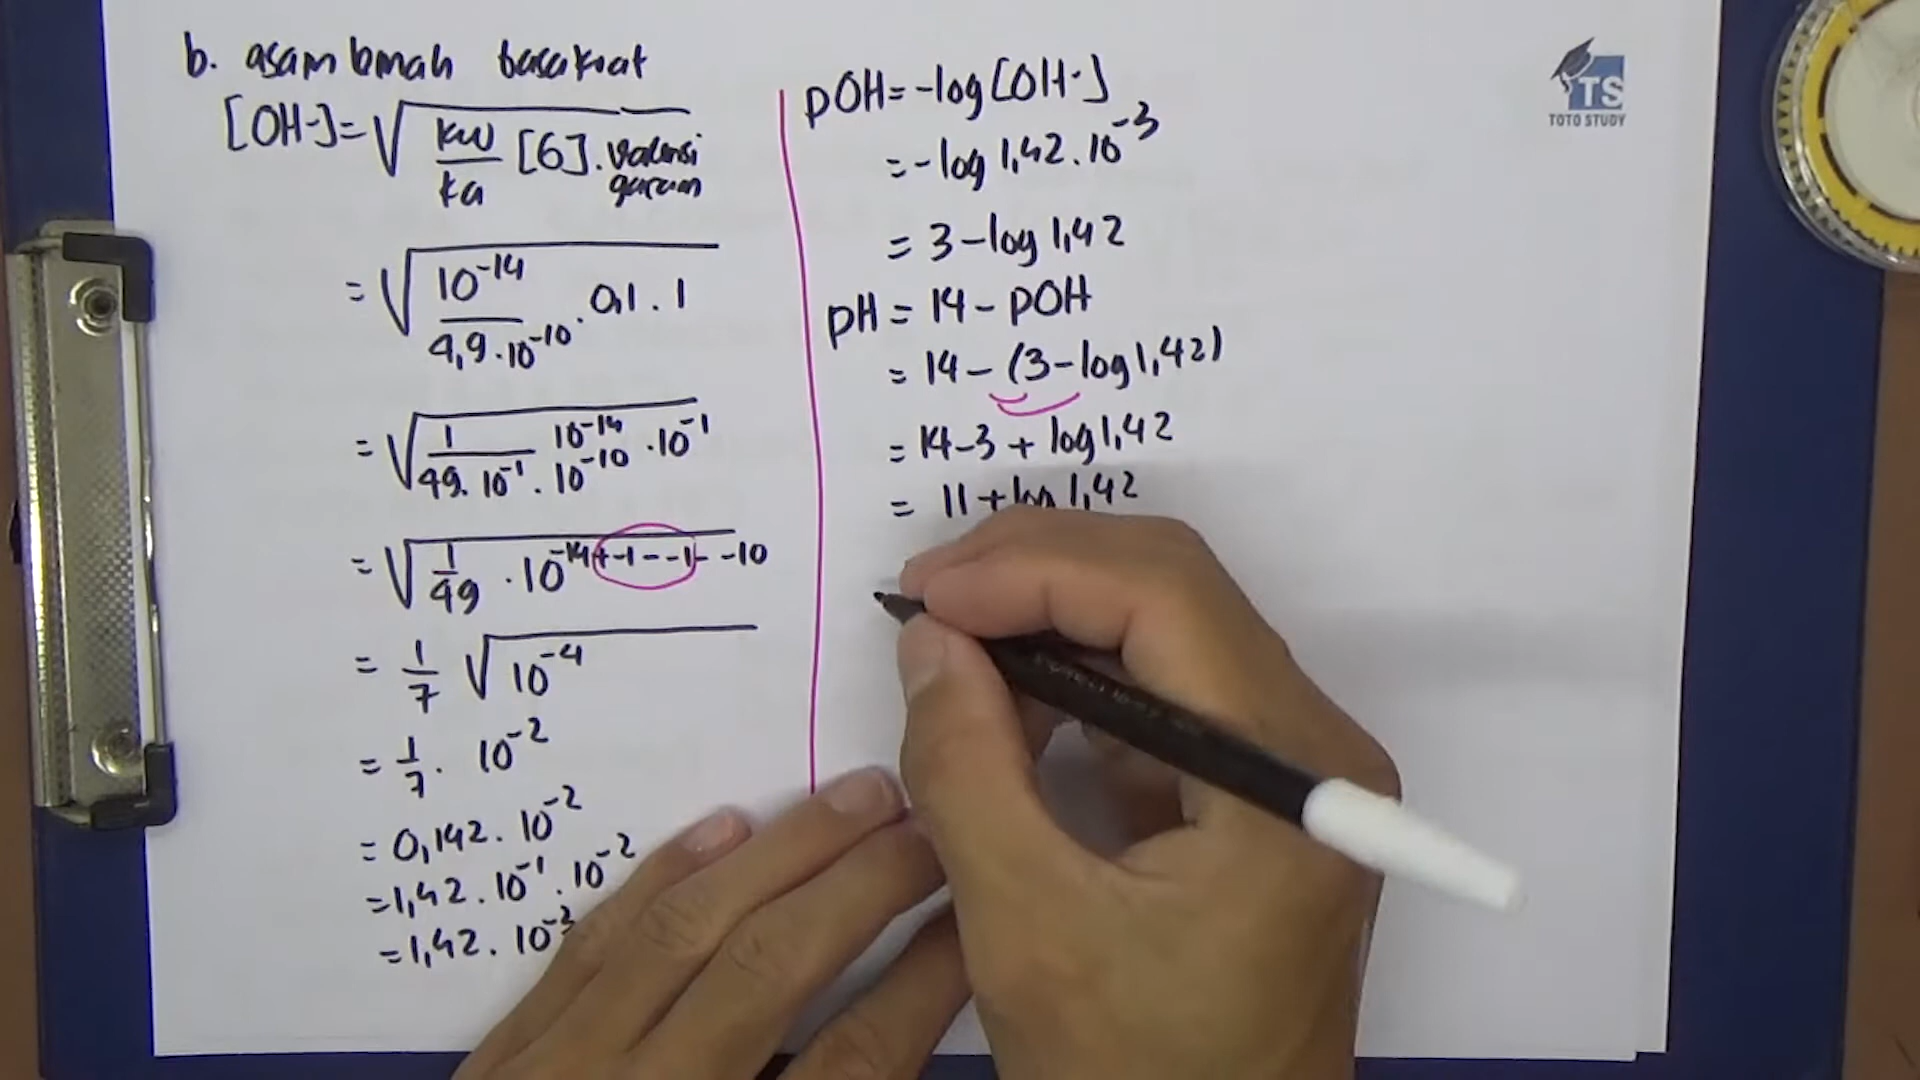 b. asam lemah basa kuat
[OH-] = √ kw/ka [G] . valensi garam
= √ 10^-14 / 4,9 . 10^-10 . 0,1 . 1
= √ 1 / 49 . 10^-1 10^-14 / . 10^-10 . 10^-1
= √ 1/49 . 10^-14+-1--1--10
= 1/7 √ 10^-4
= 1/7 . 10^-2
= 0,142 . 10^-2
= 1,42 . 10^-1 . 10^-2
= 1,42 . 10^-3
pOH = -log [OH-]
= -log 1,42 . 10^-3
= 3 - log 1,42
pH = 14 - pOH
= 14 - (3 - log 1,42)
= 14 - 3 + log 1,42
= 11 + log 1,42
TS
TOTO STUDY